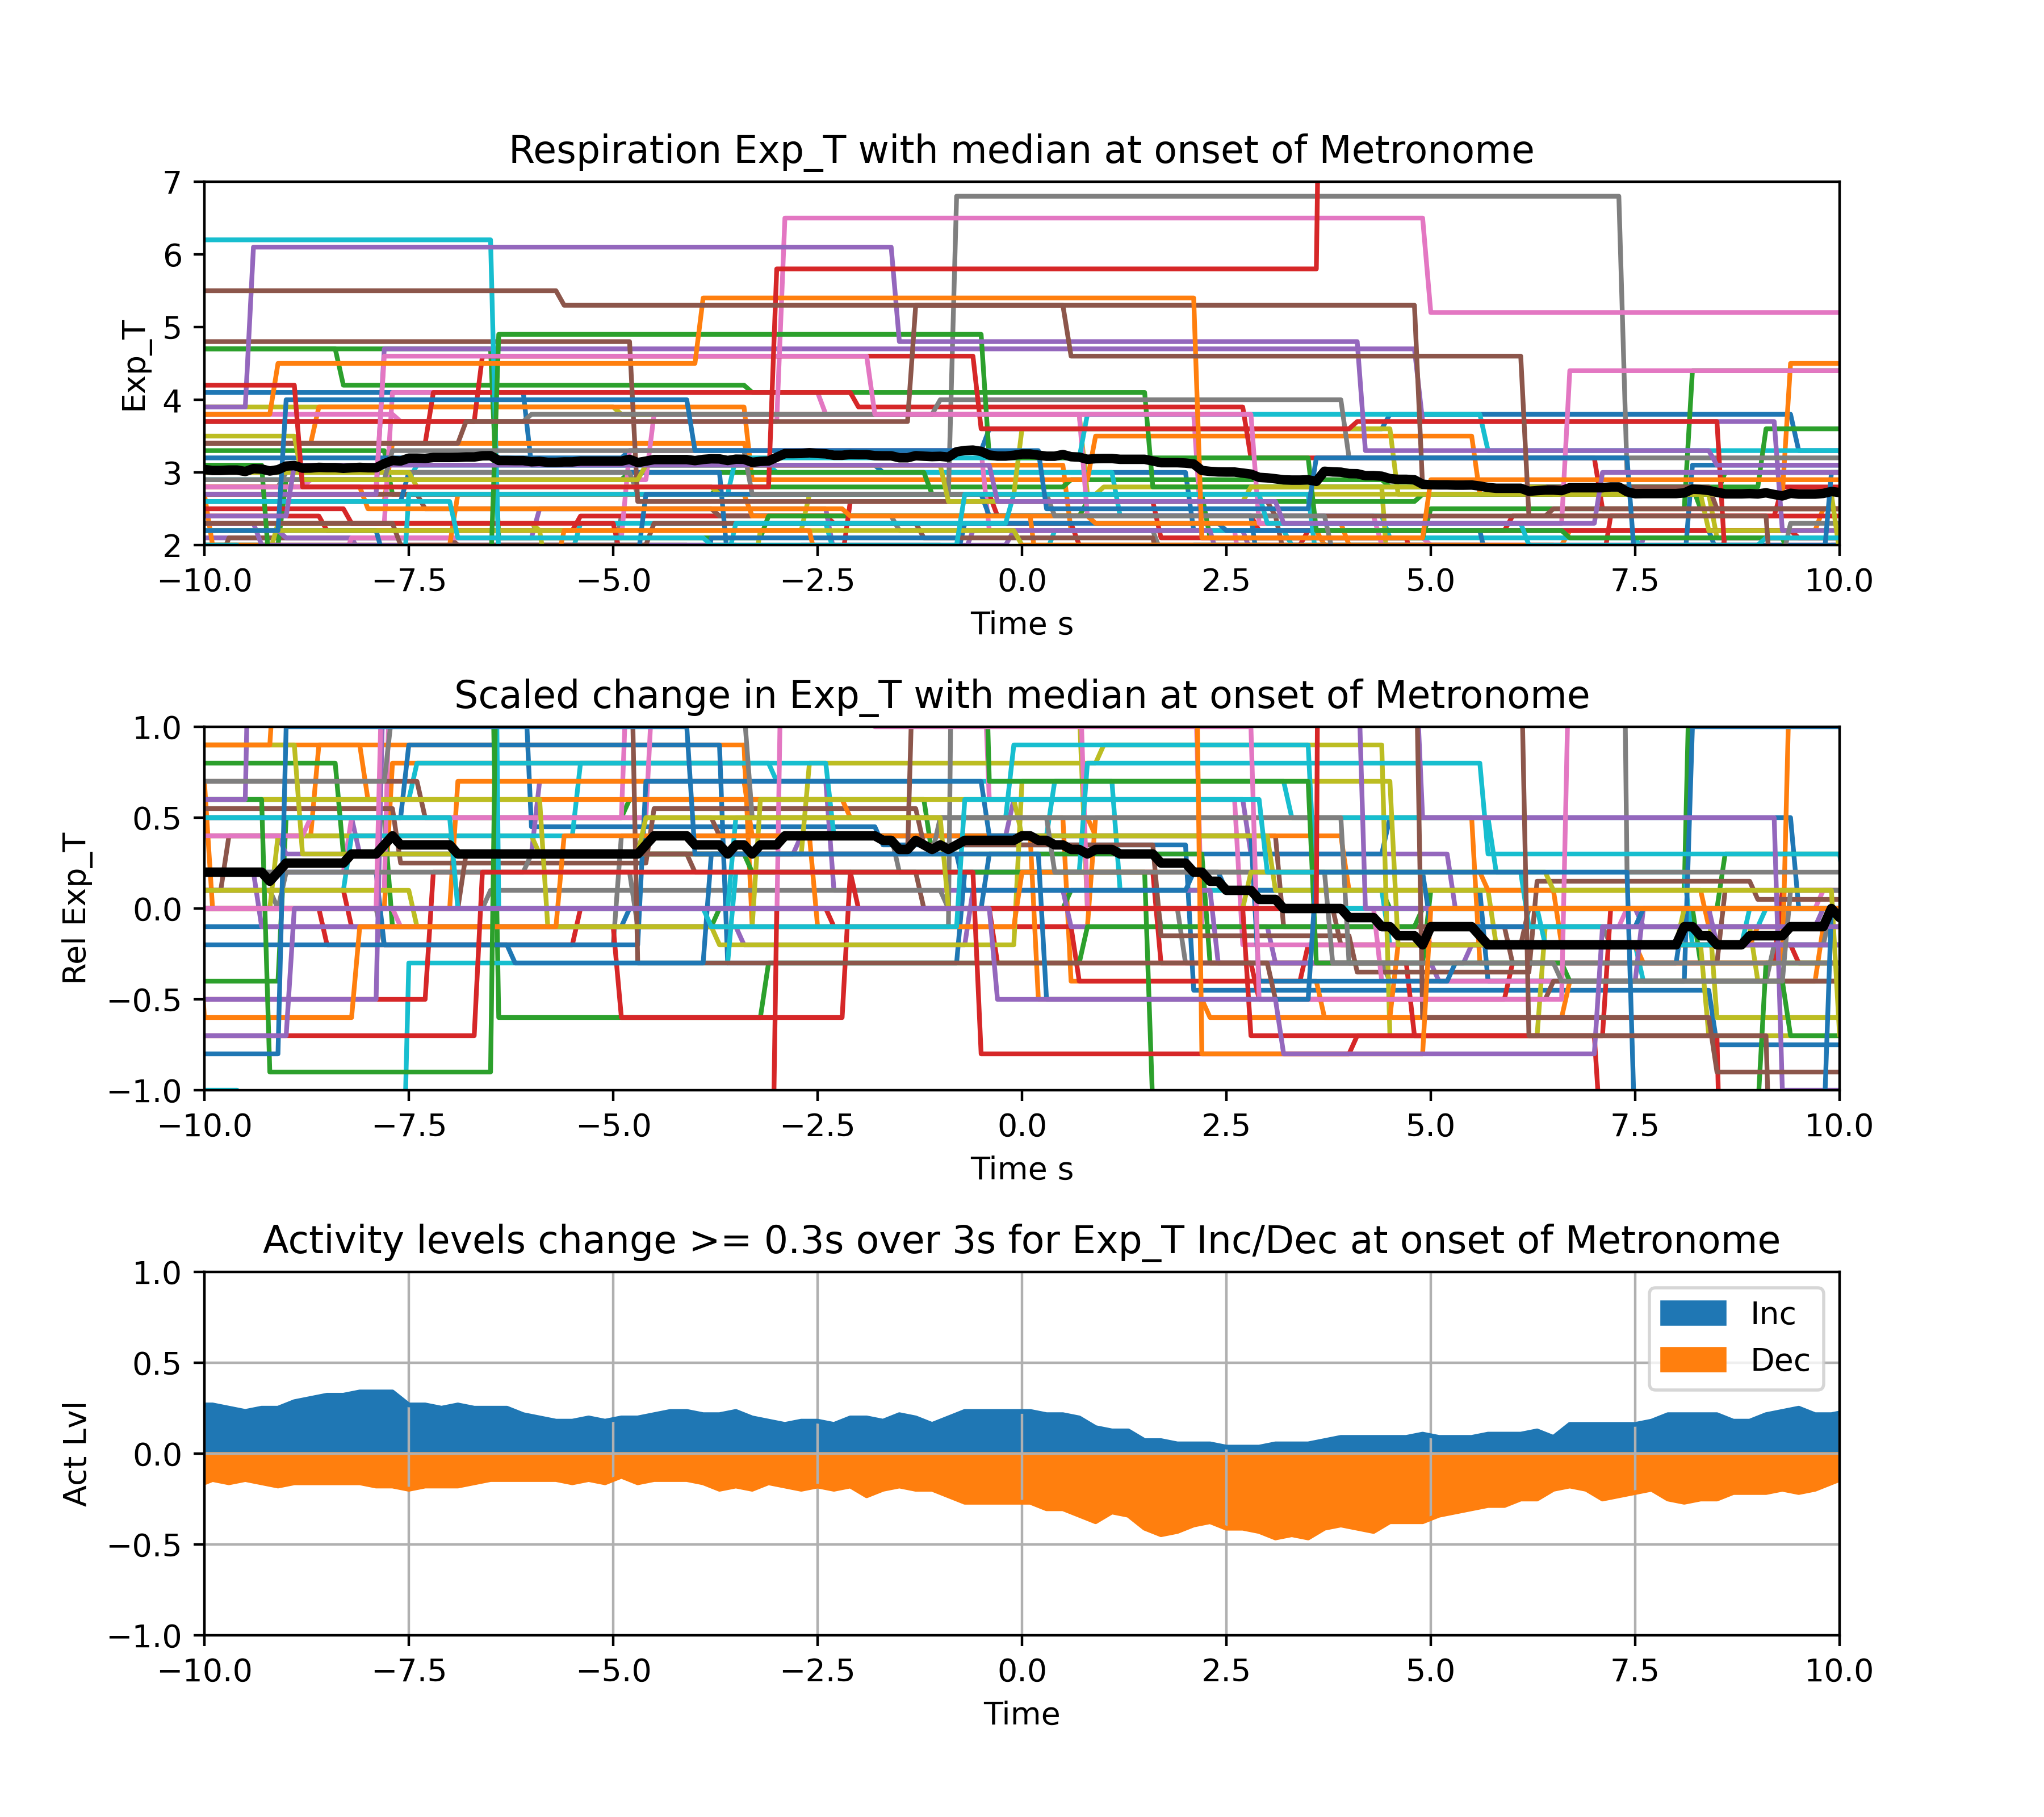 Respiration Exp_T with median at onset of Metronome
7
6
5
4
3
2
Exp_T
−10.0 −7.5 −5.0 −2.5 0.0 2.5 5.0 7.5 10.0
Time s
Scaled change in Exp_T with median at onset of Metronome
1.0
0.5
0.0
−0.5
−1.0
Rel Exp_T
−10.0 −7.5 −5.0 −2.5 0.0 2.5 5.0 7.5 10.0
Time s
Activity levels change >= 0.3s over 3s for Exp_T Inc/Dec at onset of Metronome
1.0
0.5
0.0
−0.5
−1.0
Act Lvl
Inc
Dec
−10.0 −7.5 −5.0 −2.5 0.0 2.5 5.0 7.5 10.0
Time